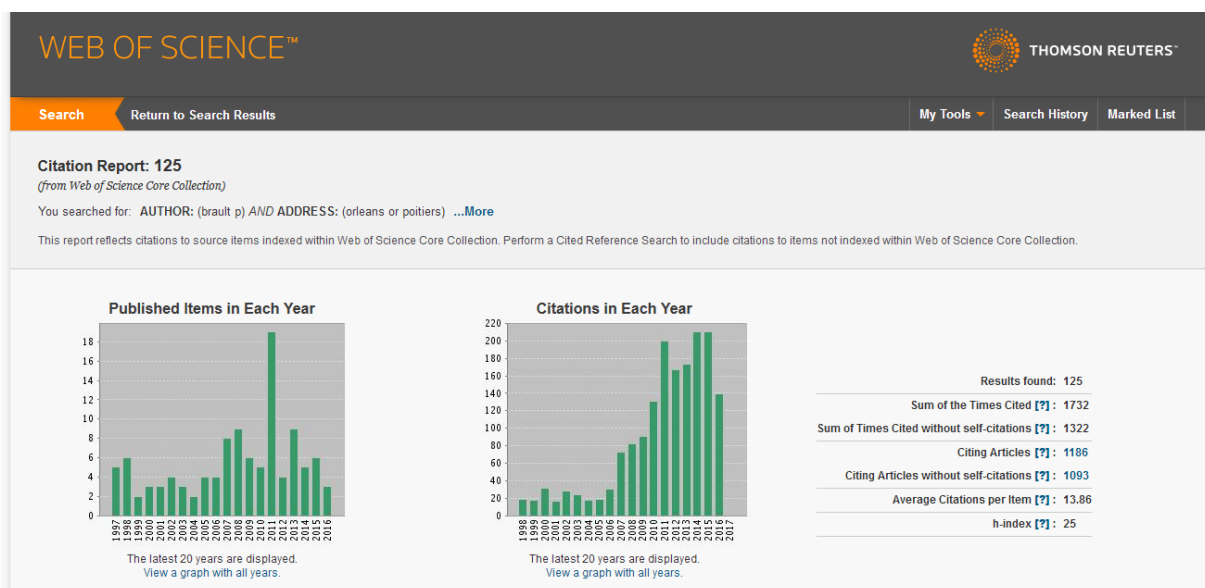 WEB OF SCIENCE™
THOMSON REUTERS™
Search Return to Search Results My Tools Search History Marked List
Citation Report: 125
(from Web of Science Core Collection)
You searched for: AUTHOR: (brault p) AND ADDRESS: (orleans or poitiers) ...More
This report reflects citations to source items indexed within Web of Science Core Collection. Perform a Cited Reference Search to include citations to items not indexed within Web of Science Core Collection.
Published Items in Each Year
18
16
14
12
10
8
6
4
2
0
1997 1998 1999 2000 2001 2002 2003 2004 2005 2006 2007 2008 2009 2010 2011 2012 2013 2014 2015 2016
The latest 20 years are displayed.
View a graph with all years.
Citations in Each Year
220
200
180
160
140
120
100
80
60
40
20
0
1998 1999 2000 2001 2002 2003 2004 2005 2006 2007 2008 2009 2010 2011 2012 2013 2014 2015 2016 2017
The latest 20 years are displayed.
View a graph with all years.
Results found: 125
Sum of the Times Cited [?] : 1732
Sum of Times Cited without self-citations [?] : 1322
Citing Articles [?] : 1186
Citing Articles without self-citations [?] : 1093
Average Citations per Item [?] : 13.86
h-index [?] : 25